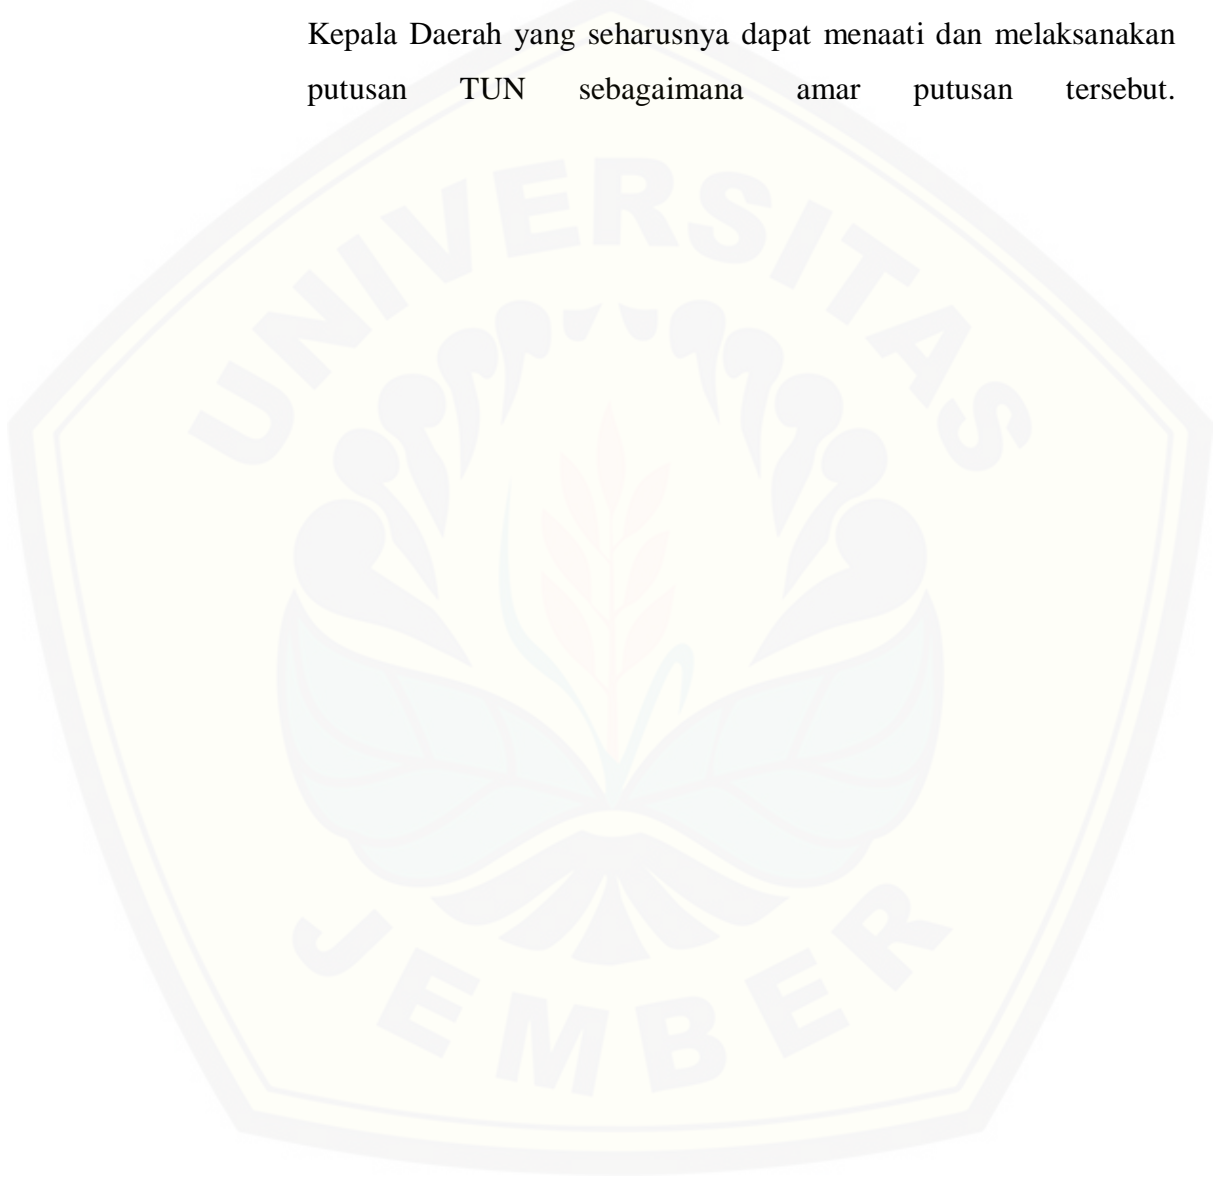 Kepala Daerah yang seharusnya dapat menaati dan melaksanakan
putusan TUN sebagaimana amar putusan tersebut.
UNIVERSITAS
JEMBER